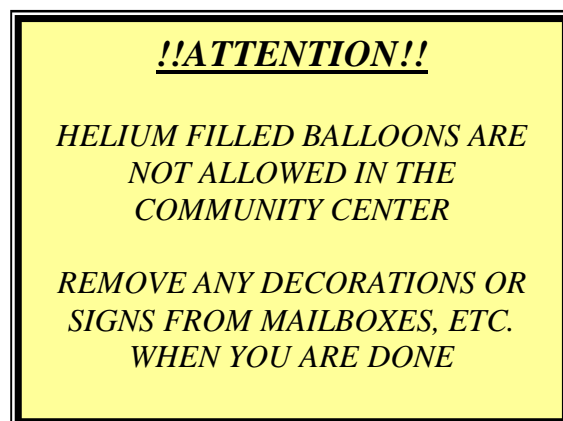 !!ATTENTION!!
HELIUM FILLED BALLOONS ARE
NOT ALLOWED IN THE
COMMUNITY CENTER
REMOVE ANY DECORATIONS OR
SIGNS FROM MAILBOXES, ETC.
WHEN YOU ARE DONE